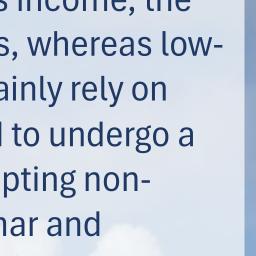 s income, the
s, whereas low-
ainly rely on
d to undergo a
pting non-
nar and